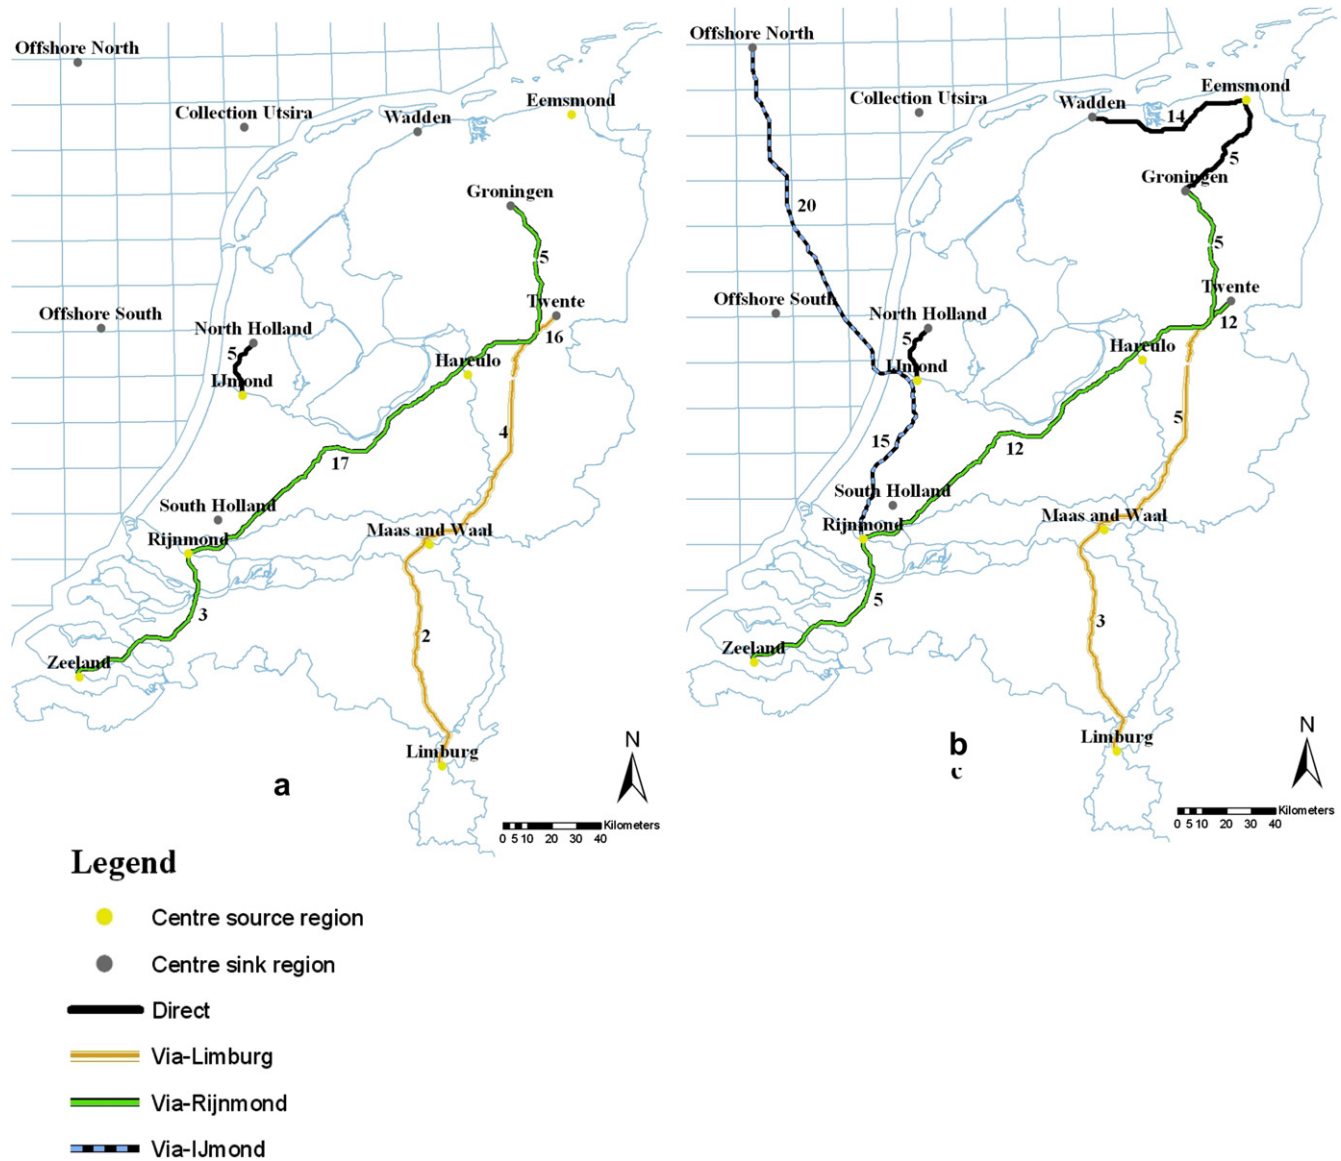 Offshore North
Collection Utsira
Wadden
Eemsmond
Groningen
5
Twente
16
Offshore South
North Holland
5
IJmond
Harculo
4
17
South Holland
Rijnmond
Maas and Waal
3
2
Zeeland
Limburg
a
N
0 5 10 20 30 40 Kilometers
Offshore North
Collection Utsira
Wadden
Eemsmond
14
5
Groningen
20
5
Twente
12
Offshore South
North Holland
5
IJmond
Harculo
15
12
5
South Holland
Rijnmond
Maas and Waal
5
3
Zeeland
Limburg
b
c
N
0 5 10 20 30 40 Kilometers
Legend
Centre source region
Centre sink region
Direct
Via-Limburg
Via-Rijnmond
Via-IJmond